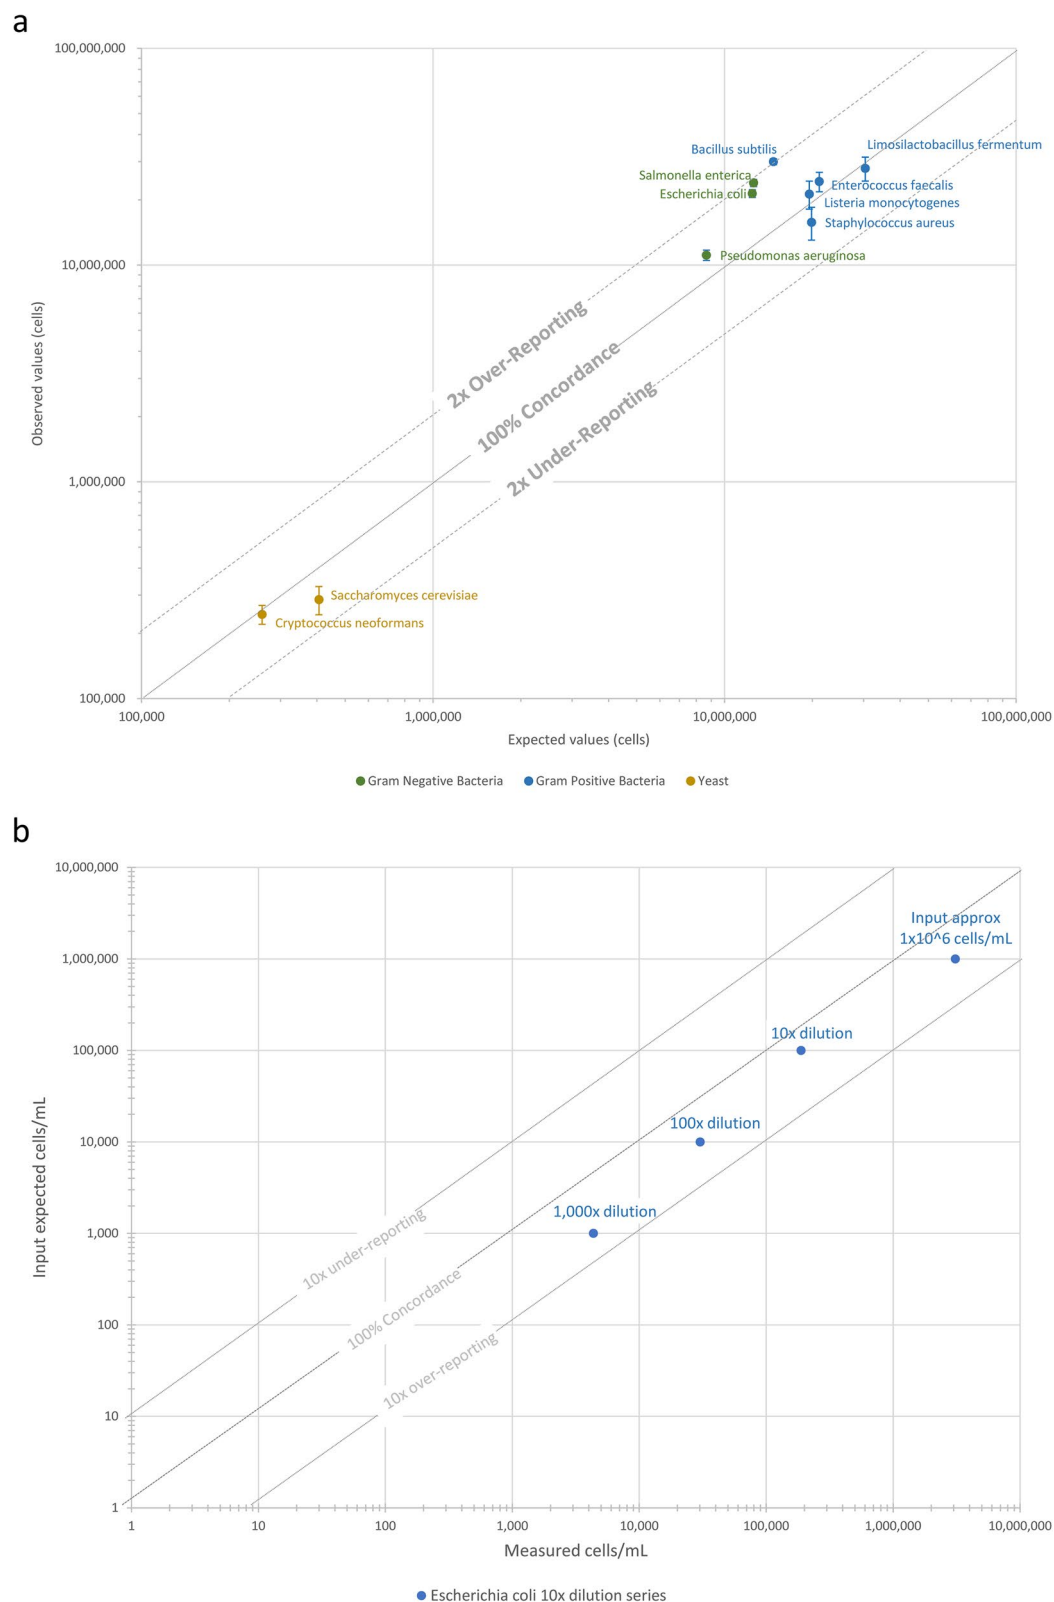 a
100,000,000
Bacillus subtilis
Limosilactobacillus fermentum
Salmonella enterica
Enterococcus faecalis
Escherichia coli
Listeria monocytogenes
Staphylococcus aureus
Pseudomonas aeruginosa
10,000,000
Observed values (cells)
2x Over-Reporting
100% Concordance
2x Under-Reporting
1,000,000
Saccharomyces cerevisiae
Cryptococcus neoformans
100,000
100,000 1,000,000 10,000,000 100,000,000
Expected values (cells)
Gram Negative Bacteria Gram Positive Bacteria Yeast
b
10,000,000
Input approx
1x10^6 cells/mL
1,000,000
10x dilution
100,000
100x dilution
10,000
1,000x dilution
1,000
Input expected cells/mL
10x under-reporting
100% Concordance
10x over-reporting
100
10
1
1 10 100 1,000 10,000 100,000 1,000,000 10,000,000
Measured cells/mL
Escherichia coli 10x dilution series